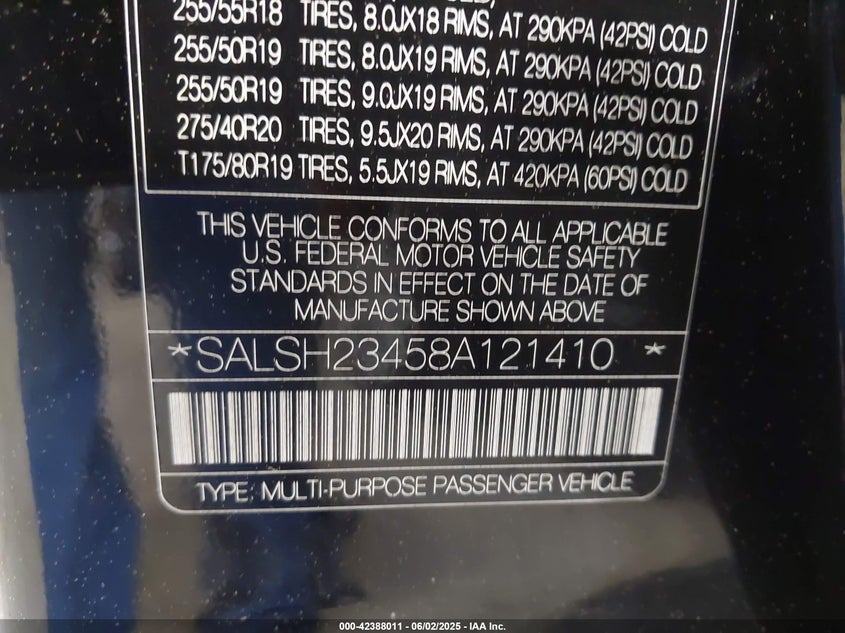 255/55R18 TIRES, 8.0JX18 RIMS, AT 290KPA (42PSI) COLD
255/50R19 TIRES, 8.0JX19 RIMS, AT 290KPA (42PSI) COLD
255/50R19 TIRES, 9.0JX19 RIMS, AT 290KPA (42PSI) COLD
275/40R20 TIRES, 9.5JX20 RIMS, AT 290KPA (42PSI) COLD
T175/80R19 TIRES, 5.5JX19 RIMS, AT 420KPA (60PSI) COLD
THIS VEHICLE CONFORMS TO ALL APPLICABLE
U.S. FEDERAL MOTOR VEHICLE SAFETY
STANDARDS IN EFFECT ON THE DATE OF
MANUFACTURE SHOWN ABOVE
*SALSH23458A121410 *
TYPE: MULTI-PURPOSE PASSENGER VEHICLE
000-42388011 - 06/02/2025 - IAA Inc.